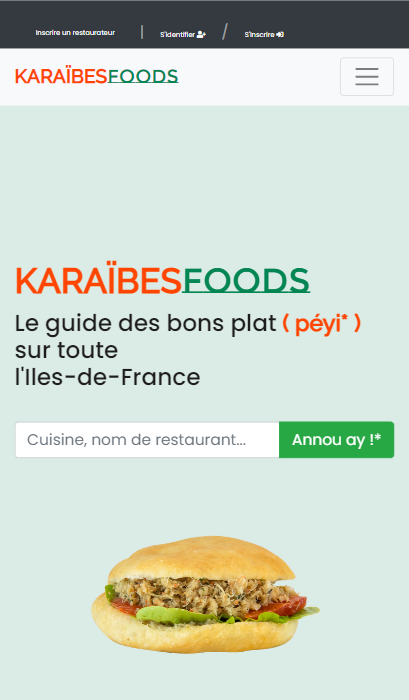 Inscrire un restaurateur | S'identifier / S'inscrire
KARAÏBESFOODS
KARAÏBESFOODS
Le guide des bons plat ( péyi* )
sur toute
l'Iles-de-France
Cuisine, nom de restaurant... Annou ay !*